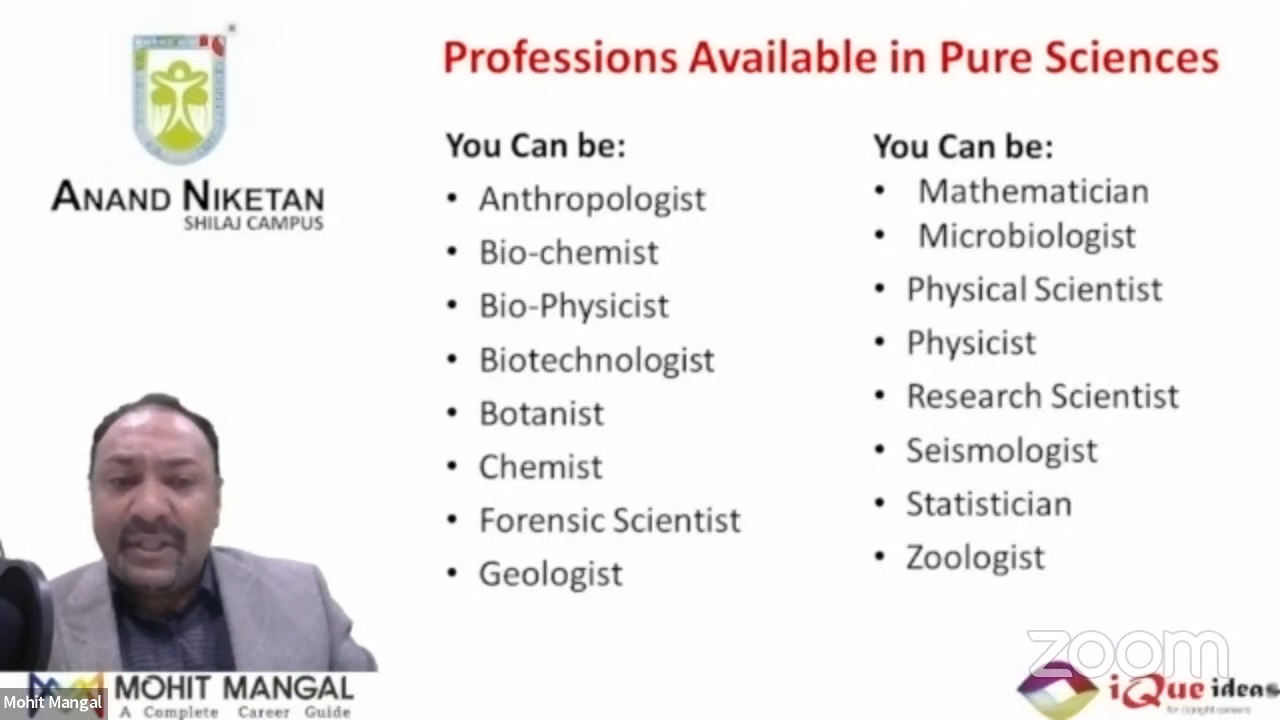 Professions Available in Pure Sciences
ANAND NIKETAN
SHILAJ CAMPUS
You Can be:
• Anthropologist
• Bio-chemist
• Bio-Physicist
• Biotechnologist
• Botanist
• Chemist
• Forensic Scientist
• Geologist
You Can be:
• Mathematician
• Microbiologist
• Physical Scientist
• Physicist
• Research Scientist
• Seismologist
• Statistician
• Zoologist
zoom
MOHIT MANGAL
A Complete Career Guide
Mohit Mangal
iQue ideas